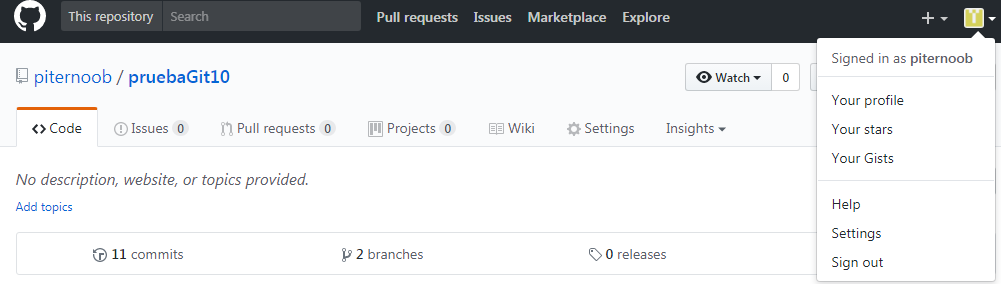 This repository Search Pull requests Issues Marketplace Explore
Signed in as piternoob
piternoob / pruebaGit10 Watch 0
Your profile
Code Issues 0 Pull requests 0 Projects 0 Wiki Settings Insights
Your stars
Your Gists
No description, website, or topics provided.
Add topics
Help
Settings
11 commits 2 branches 0 releases
Sign out